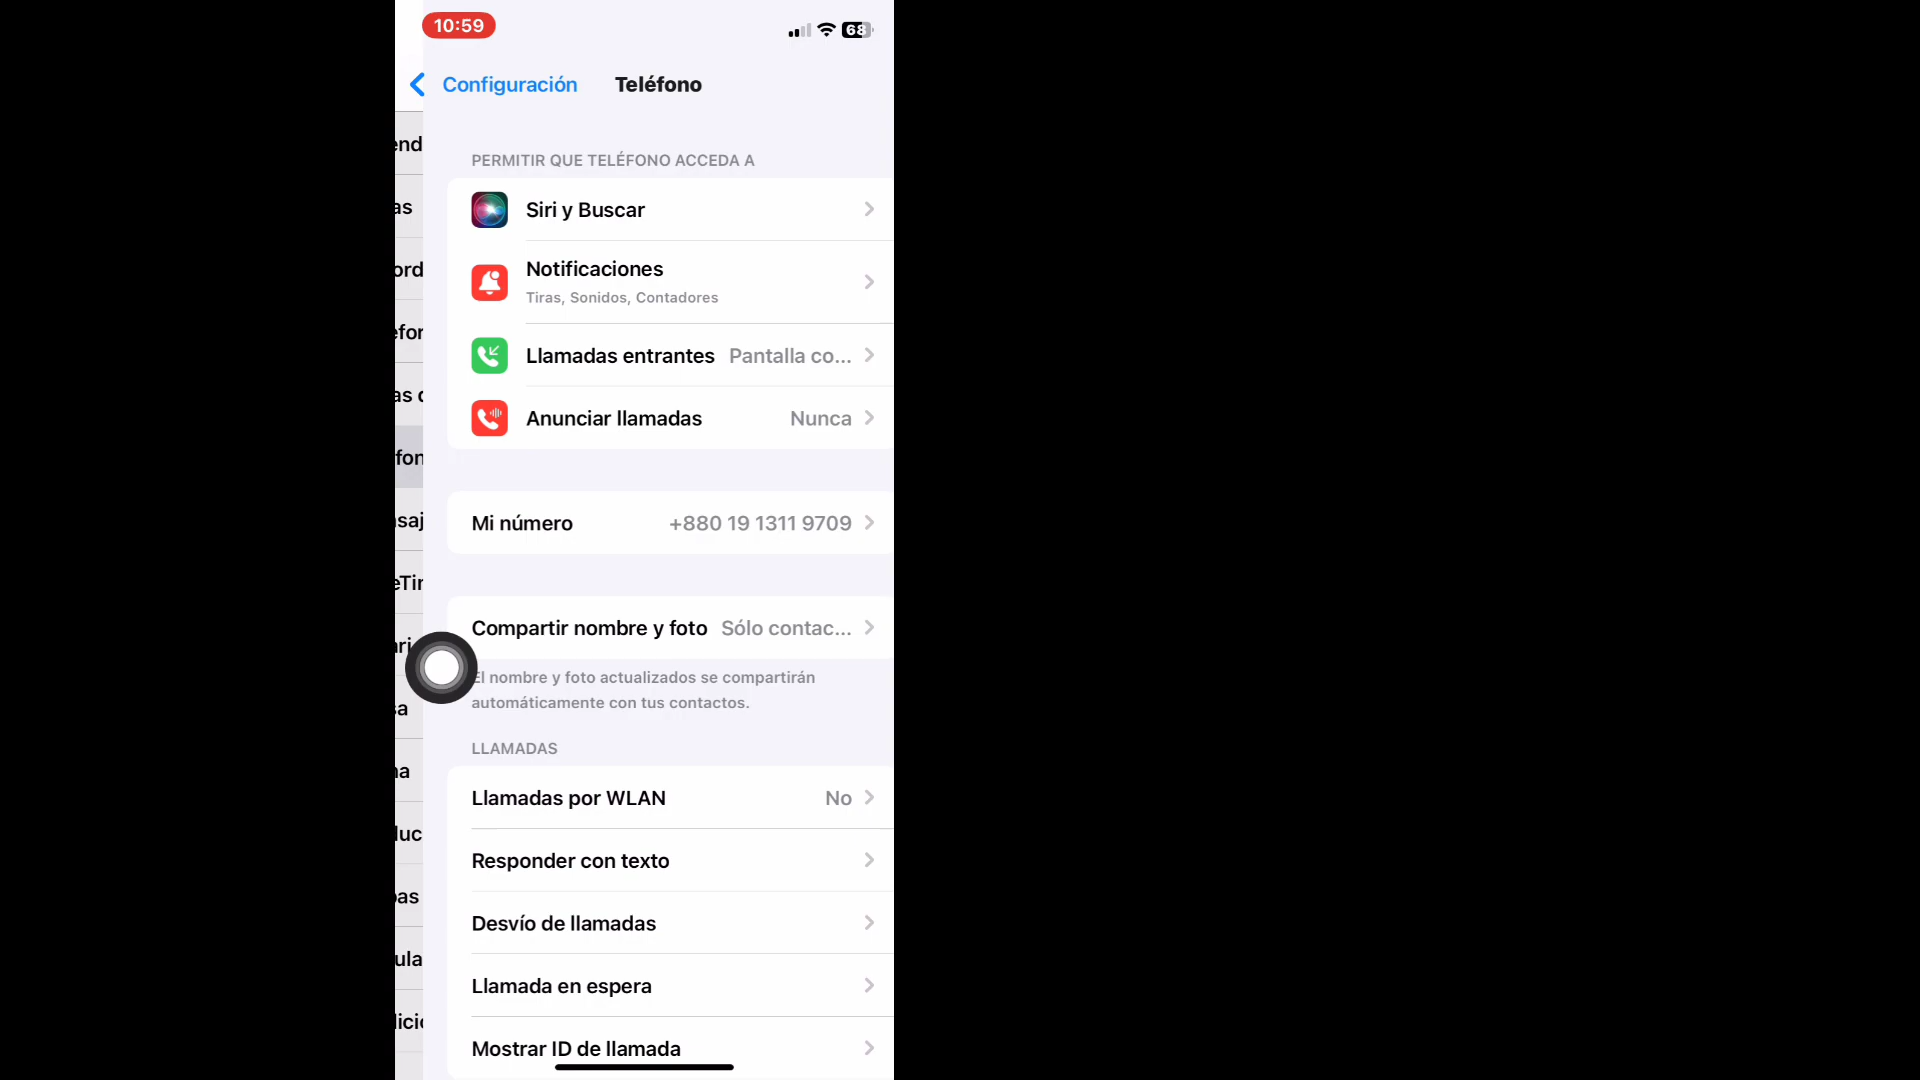 10:59
68
Configuración
Teléfono
PERMITIR QUE TELÉFONO ACCEDA A
Siri y Buscar
Notificaciones
Tiras, Sonidos, Contadores
Llamadas entrantes Pantalla co...
Anunciar llamadas Nunca
Mi número +880 19 1311 9709
Compartir nombre y foto Sólo contac...
El nombre y foto actualizados se compartirán
automáticamente con tus contactos.
LLAMADAS
Llamadas por WLAN No
Responder con texto
Desvío de llamadas
Llamada en espera
Mostrar ID de llamada